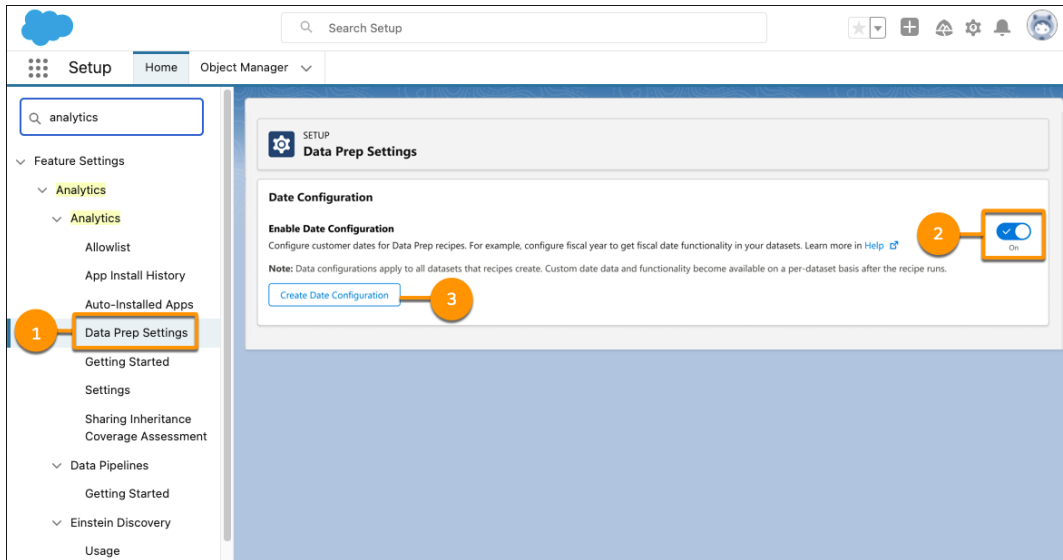 Search Setup
Setup
Home
Object Manager
analytics
Feature Settings
Analytics
Analytics
Allowlist
App Install History
Auto-Installed Apps
1
Data Prep Settings
Getting Started
Settings
Sharing Inheritance
Coverage Assessment
Data Pipelines
Getting Started
Einstein Discovery
Usage
SETUP
Data Prep Settings
Date Configuration
Enable Date Configuration
Configure customer dates for Data Prep recipes. For example, configure fiscal year to get fiscal date functionality in your datasets. Learn more in Help
2
On
Note: Data configurations apply to all datasets that recipes create. Custom date data and functionality become available on a per-dataset basis after the recipe runs.
Create Date Configuration
3